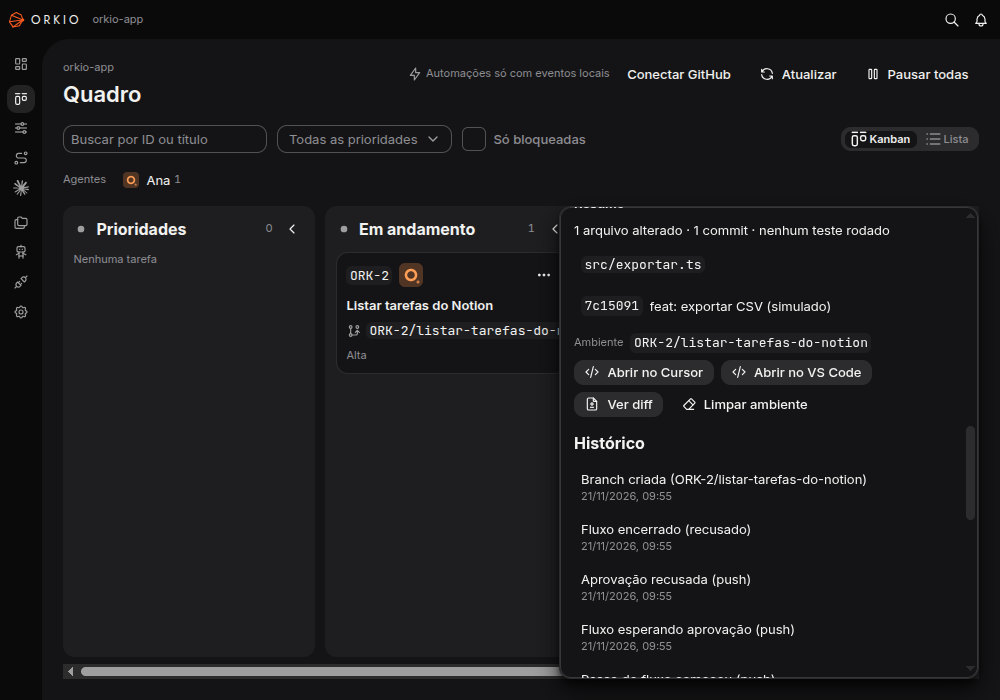 ORKIO orkio-app
orkio-app
Quadro
Automações só com eventos locais Conectar GitHub Atualizar Pausar todas
Buscar por ID ou título Todas as prioridades Só bloqueadas Kanban Lista
Agentes Ana 1
Prioridades 0
Nenhuma tarefa
Em andamento 1
ORK-2
Listar tarefas do Notion
ORK-2/listar-tarefas-do-n
Alta
Resumo
1 arquivo alterado · 1 commit · nenhum teste rodado
src/exportar.ts
7c15091 feat: exportar CSV (simulado)
Ambiente ORK-2/listar-tarefas-do-notion
Abrir no Cursor Abrir no VS Code
Ver diff Limpar ambiente
Histórico
Branch criada (ORK-2/listar-tarefas-do-notion)
21/11/2026, 09:55
Fluxo encerrado (recusado)
21/11/2026, 09:55
Aprovação recusada (push)
21/11/2026, 09:55
Fluxo esperando aprovação (push)
21/11/2026, 09:55